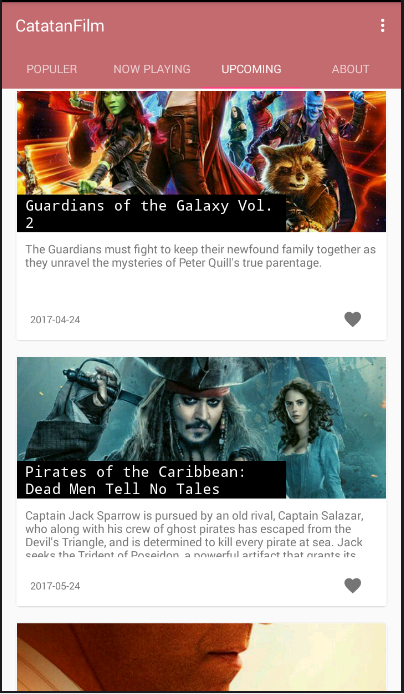 CatatanFilm
POPULER NOW PLAYING UPCOMING ABOUT
Guardians of the Galaxy Vol.
2
The Guardians must fight to keep their newfound family together as
they unravel the mysteries of Peter Quill's true parentage.
2017-04-24
Pirates of the Caribbean:
Dead Men Tell No Tales
Captain Jack Sparrow is pursued by an old rival, Captain Salazar,
who along with his crew of ghost pirates has escaped from the
Devil's Triangle, and is determined to kill every pirate at sea. Jack
seeks the Trident of Poseidon, a powerful artifact that grants its
2017-05-24